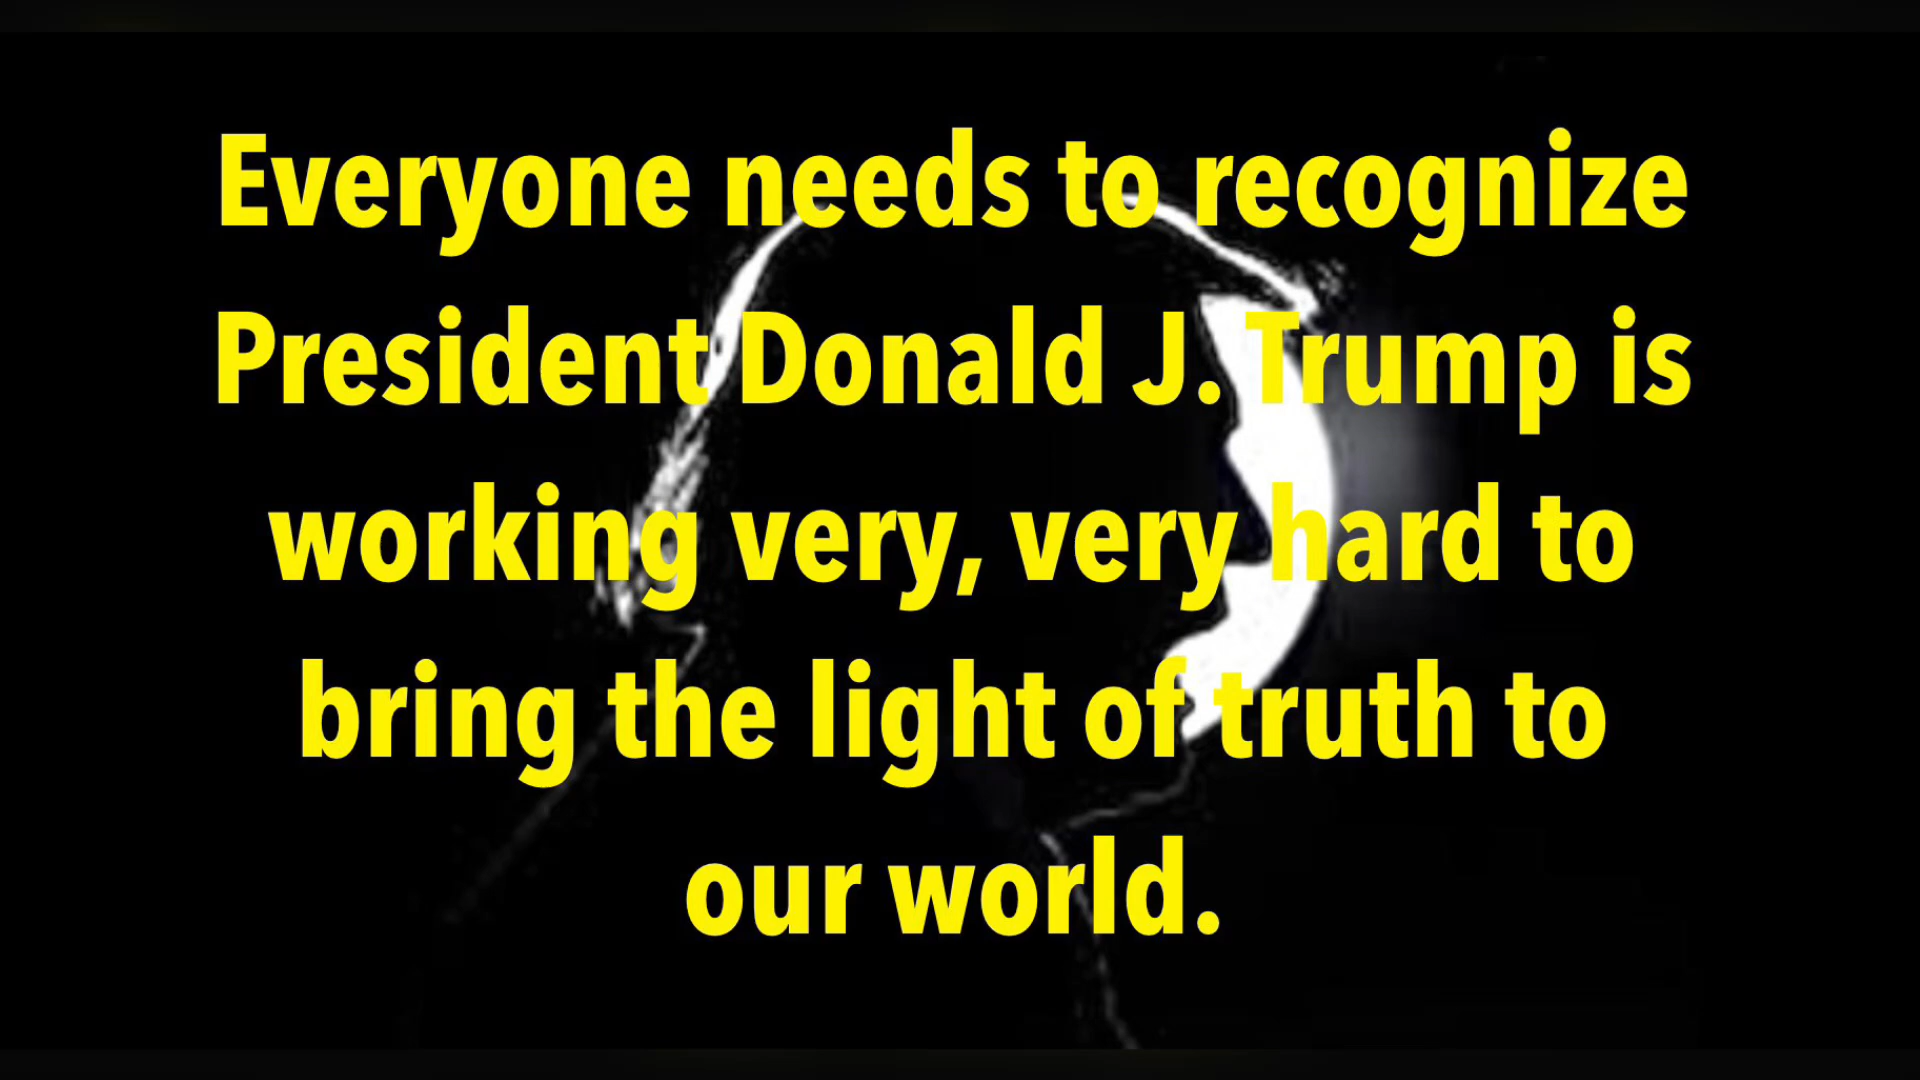 Everyone needs to recognize
President Donald J. Trump is
working very, very hard to
bring the light of truth to
our world.